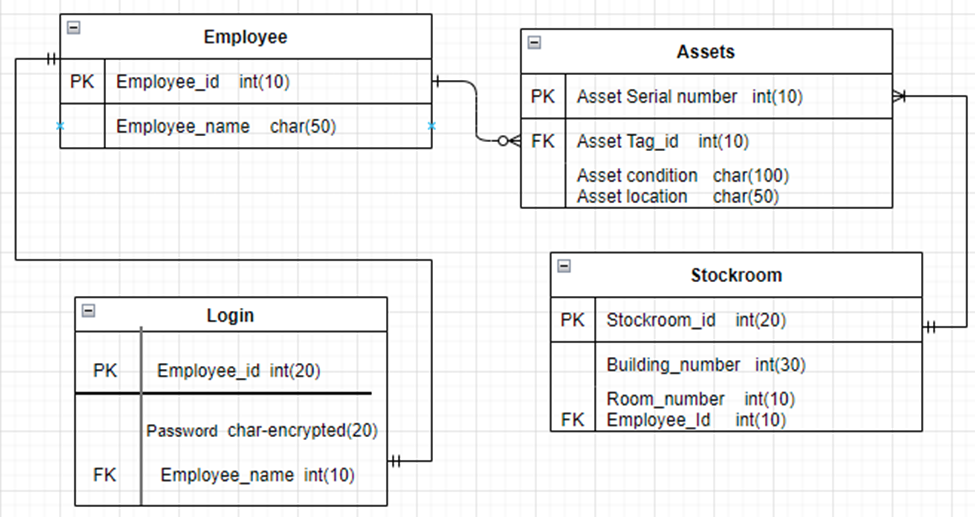 Employee
PK Employee_id int(10)
Employee_name char(50)
Assets
PK Asset Serial number int(10)
FK Asset Tag_id int(10)
Asset condition char(100)
Asset location char(50)
Login
PK Employee_id int(20)
Password char-encrypted(20)
FK Employee_name int(10)
Stockroom
PK Stockroom_id int(20)
Building_number int(30)
Room_number int(10)
FK Employee_Id int(10)